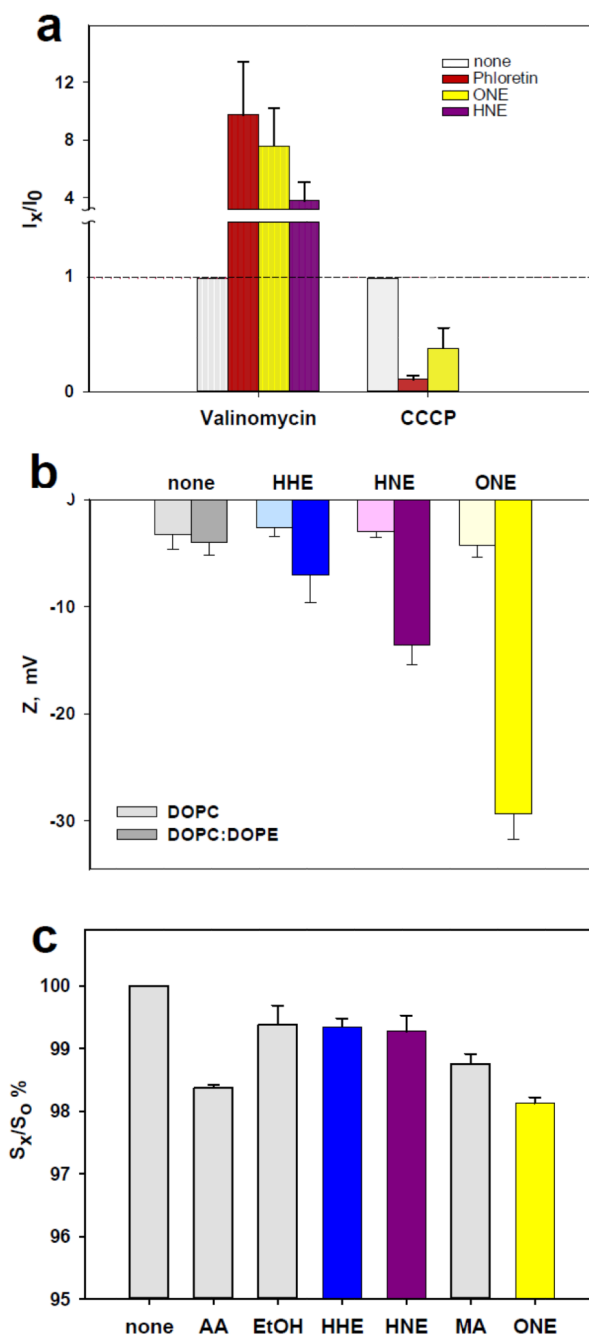 a
none
Phloretin
ONE
HNE
12
8
4
1
0
Ix/I0
Valinomycin CCCP
b
none HHE HNE ONE
0
-10
-20
-30
Z, mV
DOPC
DOPC:DOPE
c
100
99
98
97
96
95
Sx/So %
none AA EtOH HHE HNE MA ONE